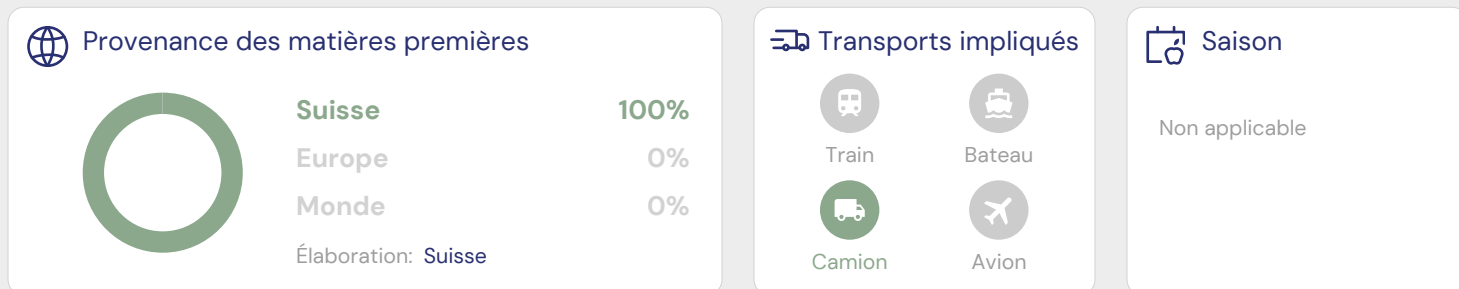 Provenance des matières premières
Suisse 100%
Europe 0%
Monde 0%
Élaboration: Suisse
Transports impliqués
Train Bateau
Camion Avion
Saison
Non applicable